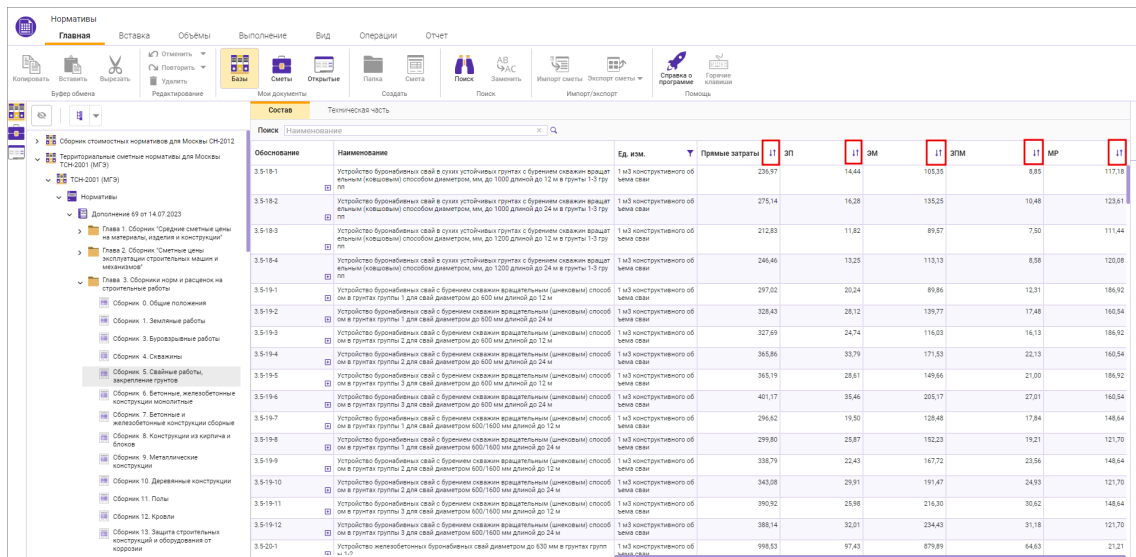 Нормативы
Главная Вставка Объёмы Выполнение Вид Операции Отчет
Копировать Вставить Вырезать
Отменить
Повторить
Удалить
Базы Сметы Открытые Папка Смета Поиск Заменить Импорт сметы Экспорт сметы Справка о программе Горячие клавиши
Буфер обмена Редактирование Мои документы Создать Поиск Импорт/экспорт Помощь
Состав Техническая часть
Поиск Наименование
Сборник стоимостных нормативов для Москвы СН-2012
Территориальные сметные нормативы для Москвы
ТСН-2001 (МГЭ)
ТСН-2001 (МГЭ)
Нормативы
Дополнение 69 от 14.07.2023
Глава 1. Сборник "Средние сметные цены
на материалы, изделия и конструкции"
Глава 2. Сборник "Сметные цены
эксплуатации строительных машин и
механизмов"
Глава 3. Сборники норм и расценок на
строительные работы
Сборник 0. Общие положения
Сборник 1. Земляные работы
Сборник 3. Буровзрывные работы
Сборник 4. Скважины
Сборник 5. Свайные работы,
закрепление грунтов
Сборник 6. Бетонные, железобетонные
конструкции монолитные
Сборник 7. Бетонные и
железобетонные конструкции сборные
Сборник 8. Конструкции из кирпича и
блоков
Сборник 9. Металлические
конструкции
Сборник 10. Деревянные конструкции
Сборник 11. Полы
Сборник 12. Кровли
Сборник 13. Защита строительных
конструкций и оборудования от
коррозии
Обоснование Наименование Ед. изм. Прямые затраты ЗП ЭМ ЗПМ МР
3.5-18-1 Устройство буронабивных свай в сухих устойчивых грунтах с бурением скважин вращат 1 м3 конструктивного об 236,97 14,44 105,35 8,85 117,18
ельным (ковшовым) способом диаметром, мм, до 1000 длиной до 12 м в грунты 1-3 гру ъема сваи
пп
3.5-18-2 Устройство буронабивных свай в сухих устойчивых грунтах с бурением скважин вращат 1 м3 конструктивного об 275,14 16,28 135,25 10,48 123,61
ельным (ковшовым) способом диаметром, мм, до 1000 длиной до 24 м в грунты 1-3 гру ъема сваи
пп
3.5-18-3 Устройство буронабивных свай в сухих устойчивых грунтах с бурением скважин вращат 1 м3 конструктивного об 212,83 11,82 89,57 7,50 111,44
ельным (ковшовым) способом диаметром, мм, до 1200 длиной до 12 м в грунты 1-3 гру ъема сваи
пп
3.5-18-4 Устройство буронабивных свай в сухих устойчивых грунтах с бурением скважин вращат 1 м3 конструктивного об 246,46 13,25 113,13 8,58 120,08
ельным (ковшовым) способом диаметром, мм, до 1200 длиной до 24 м в грунты 1-3 гру ъема сваи
пп
3.5-19-1 Устройство буронабивных свай с бурением скважин вращательным (шнековым) способ 1 м3 конструктивного об 297,02 20,24 89,86 12,31 186,92
ом в грунтах группы 1 для свай диаметром до 600 мм длиной до 12 м ъема сваи
3.5-19-2 Устройство буронабивных свай с бурением скважин вращательным (шнековым) способ 1 м3 конструктивного об 328,43 28,12 139,77 17,48 160,54
ом в грунтах группы 1 для свай диаметром до 600 мм длиной до 24 м ъема сваи
3.5-19-3 Устройство буронабивных свай с бурением скважин вращательным (шнековым) способ 1 м3 конструктивного об 327,69 24,74 116,03 16,13 186,92
ом в грунтах группы 2 для свай диаметром до 600 мм длиной до 12 м ъема сваи
3.5-19-4 Устройство буронабивных свай с бурением скважин вращательным (шнековым) способ 1 м3 конструктивного об 365,86 33,79 171,53 22,13 160,54
ом в грунтах группы 2 для свай диаметром до 600 мм длиной до 24 м ъема сваи
3.5-19-5 Устройство буронабивных свай с бурением скважин вращательным (шнековым) способ 1 м3 конструктивного об 365,19 28,61 149,66 21,00 186,92
ом в грунтах группы 3 для свай диаметром до 600 мм длиной до 12 м ъема сваи
3.5-19-6 Устройство буронабивных свай с бурением скважин вращательным (шнековым) способ 1 м3 конструктивного об 401,17 35,46 205,17 27,01 160,54
ом в грунтах группы 3 для свай диаметром до 600 мм длиной до 24 м ъема сваи
3.5-19-7 Устройство буронабивных свай с бурением скважин вращательным (шнековым) способ 1 м3 конструктивного об 296,62 19,50 128,48 17,84 148,64
ом в грунтах группы 1 для свай диаметром 600/1600 мм длиной до 12 м ъема сваи
3.5-19-8 Устройство буронабивных свай с бурением скважин вращательным (шнековым) способ 1 м3 конструктивного об 299,80 25,87 152,23 19,21 121,70
ом в грунтах группы 1 для свай диаметром 600/1600 мм длиной до 24 м ъема сваи
3.5-19-9 Устройство буронабивных свай с бурением скважин вращательным (шнековым) способ 1 м3 конструктивного об 338,79 22,43 167,72 23,56 148,64
ом в грунтах группы 2 для свай диаметром 600/1600 мм длиной до 12 м ъема сваи
3.5-19-10 Устройство буронабивных свай с бурением скважин вращательным (шнековым) способ 1 м3 конструктивного об 343,08 29,91 191,47 24,93 121,70
ом в грунтах группы 2 для свай диаметром 600/1600 мм длиной до 24 м ъема сваи
3.5-19-11 Устройство буронабивных свай с бурением скважин вращательным (шнековым) способ 1 м3 конструктивного об 390,92 25,98 216,30 30,62 148,64
ом в грунтах группы 3 для свай диаметром 600/1600 мм длиной до 12 м ъема сваи
3.5-19-12 Устройство буронабивных свай с бурением скважин вращательным (шнековым) способ 1 м3 конструктивного об 388,14 32,01 234,43 31,18 121,70
ом в грунтах группы 3 для свай диаметром 600/1600 мм длиной до 24 м ъема сваи
3.5-20-1 Устройство железобетонных буронабивных свай диаметром до 630 мм в грунтах групп 1 м3 конструктивного об 998,53 97,43 879,89 64,63 21,21
ы 1-2 ъема сваи